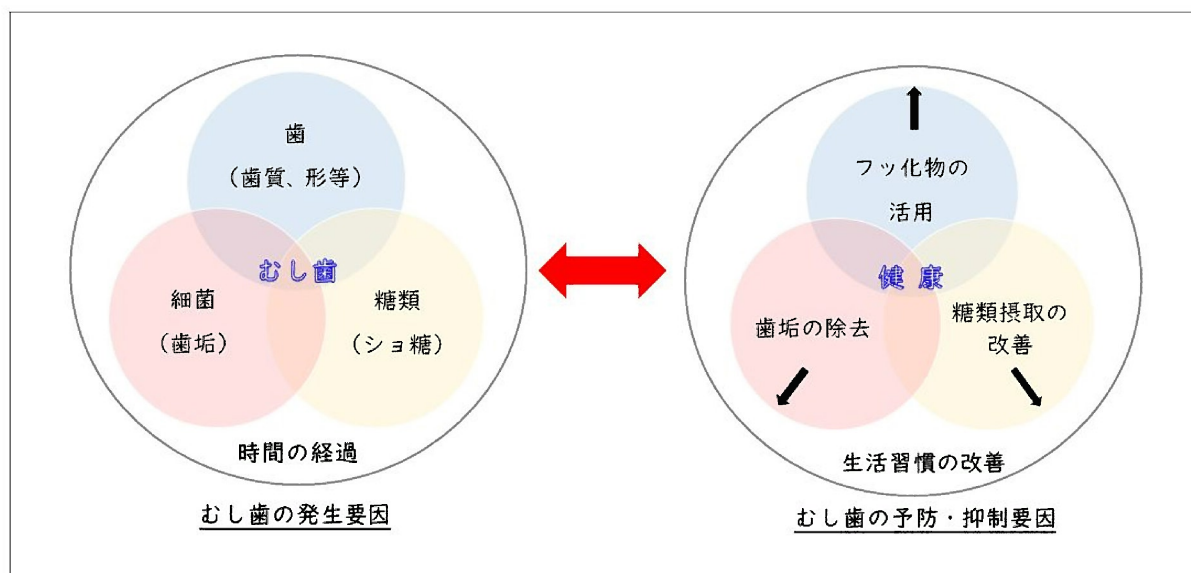 歯
（歯質、形等）
むし歯
細菌
（歯垢）
糖類
（ショ糖）
時間の経過
むし歯の発生要因
フッ化物の
活用
健康
歯垢の除去
糖類摂取の
改善
生活習慣の改善
むし歯の予防・抑制要因